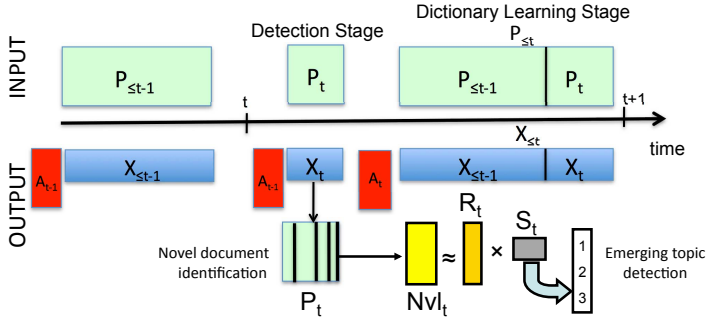 Detection Stage
Dictionary Learning Stage
INPUT
P≤t-1
Pt
P≤t
P≤t-1
Pt
t
t+1
time
X≤t
OUTPUT
At-1
X≤t-1
At-1
Xt
At
X≤t-1
Xt
Novel document
identification
Pt
Nvlt
≈
Rt
×
St
1
2
3
Emerging topic
detection